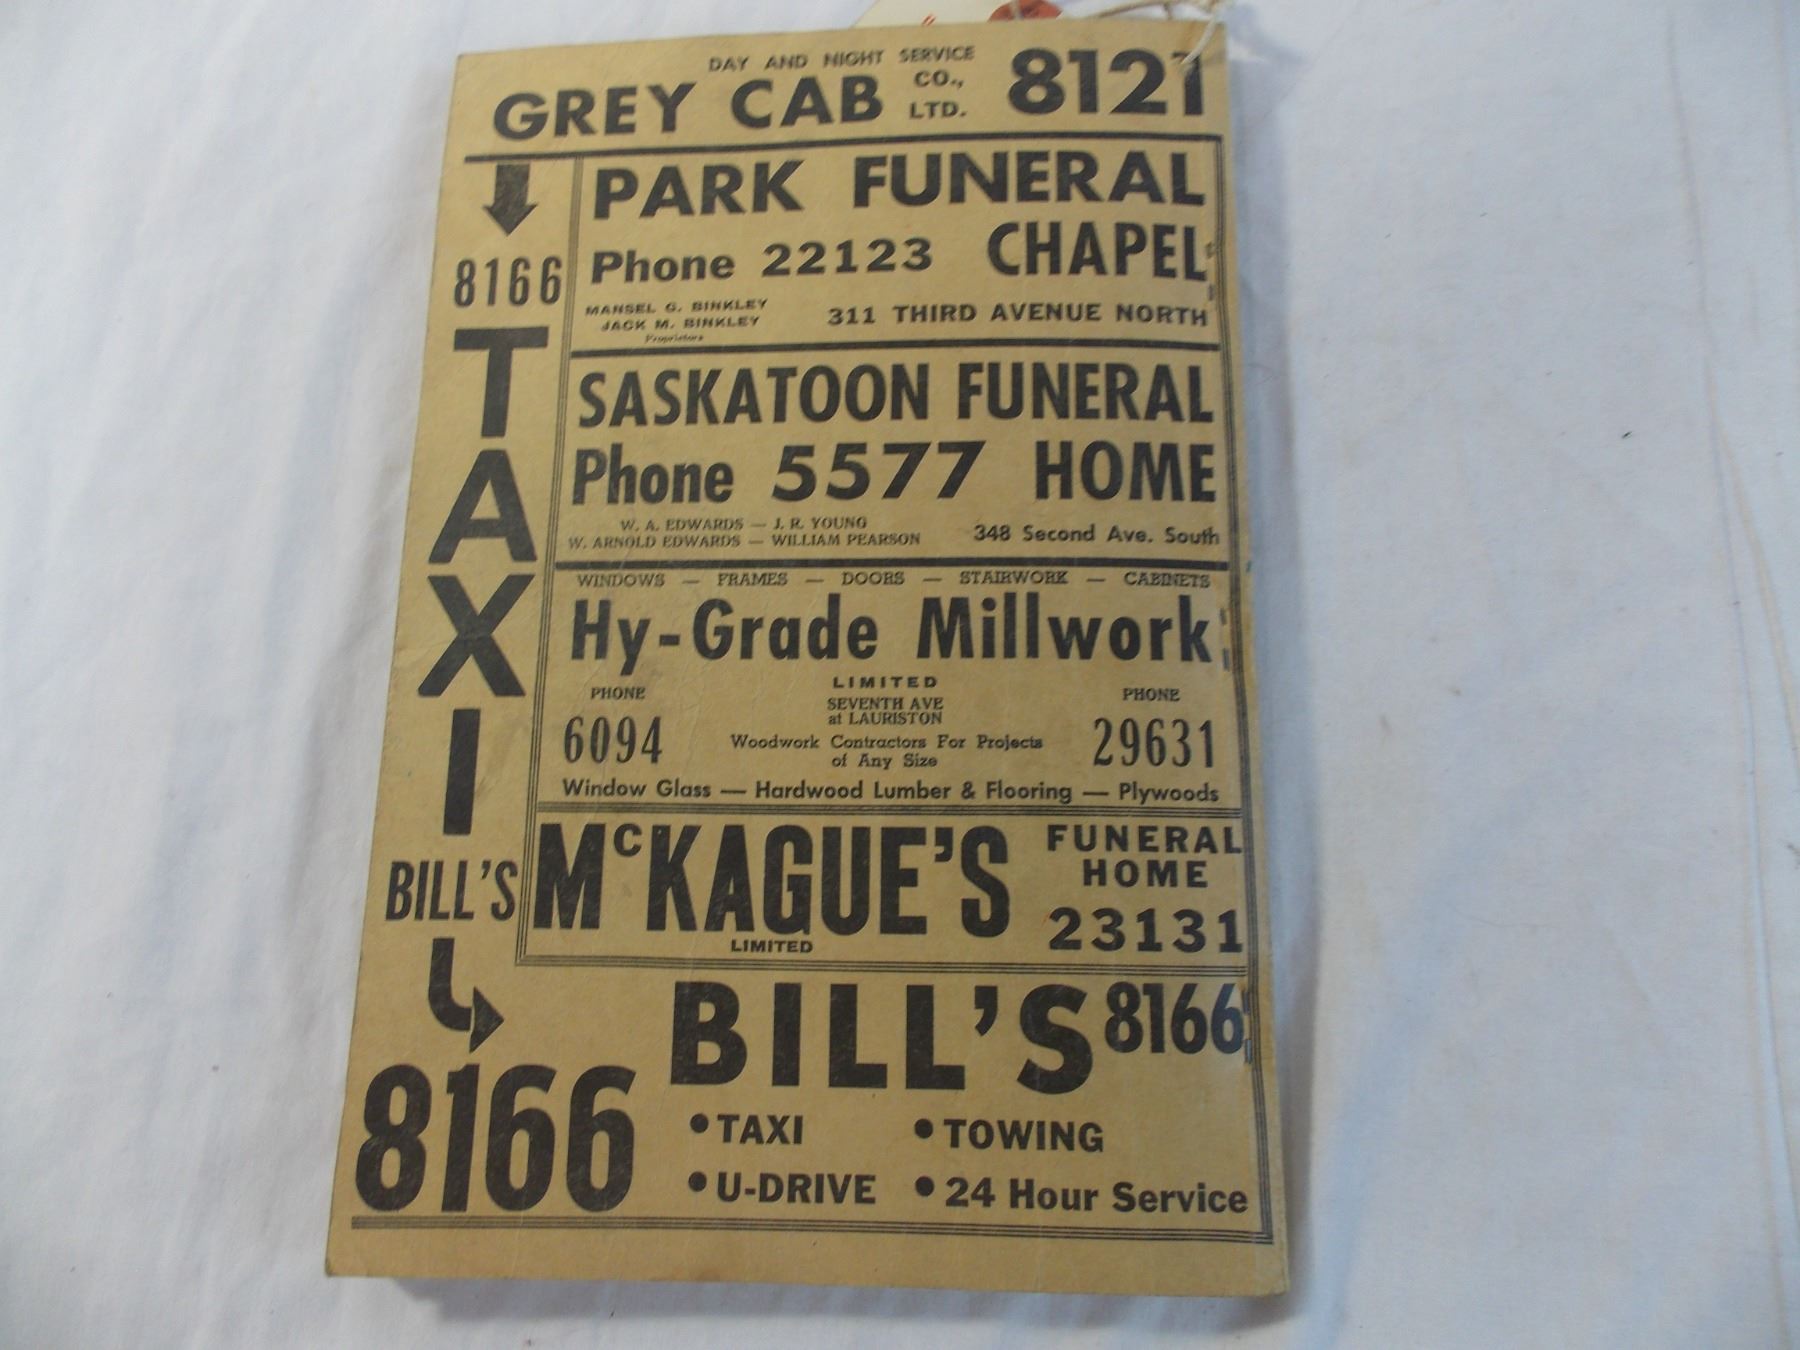 DAY AND NIGHT SERVICE
GREY CAB CO., LTD. 8121
8166
TAXI
BILL'S
8166
PARK FUNERAL
Phone 22123 CHAPEL
MANSEL G. BINKLEY
JACK M. BINKLEY
Proprietors
311 THIRD AVENUE NORTH
SASKATOON FUNERAL
Phone 5577 HOME
W. A. EDWARDS — J. R. YOUNG
W. ARNOLD EDWARDS — WILLIAM PEARSON
348 Second Ave. South
WINDOWS — FRAMES — DOORS — STAIRWORK — CABINETS
Hy-Grade Millwork
LIMITED
PHONE
6094
SEVENTH AVE
at LAURISTON
Woodwork Contractors For Projects
of Any Size
PHONE
29631
Window Glass — Hardwood Lumber & Flooring — Plywoods
McKAGUE'S
LIMITED
FUNERAL
HOME
23131
BILL'S 8166
• TAXI • TOWING
• U-DRIVE • 24 Hour Service